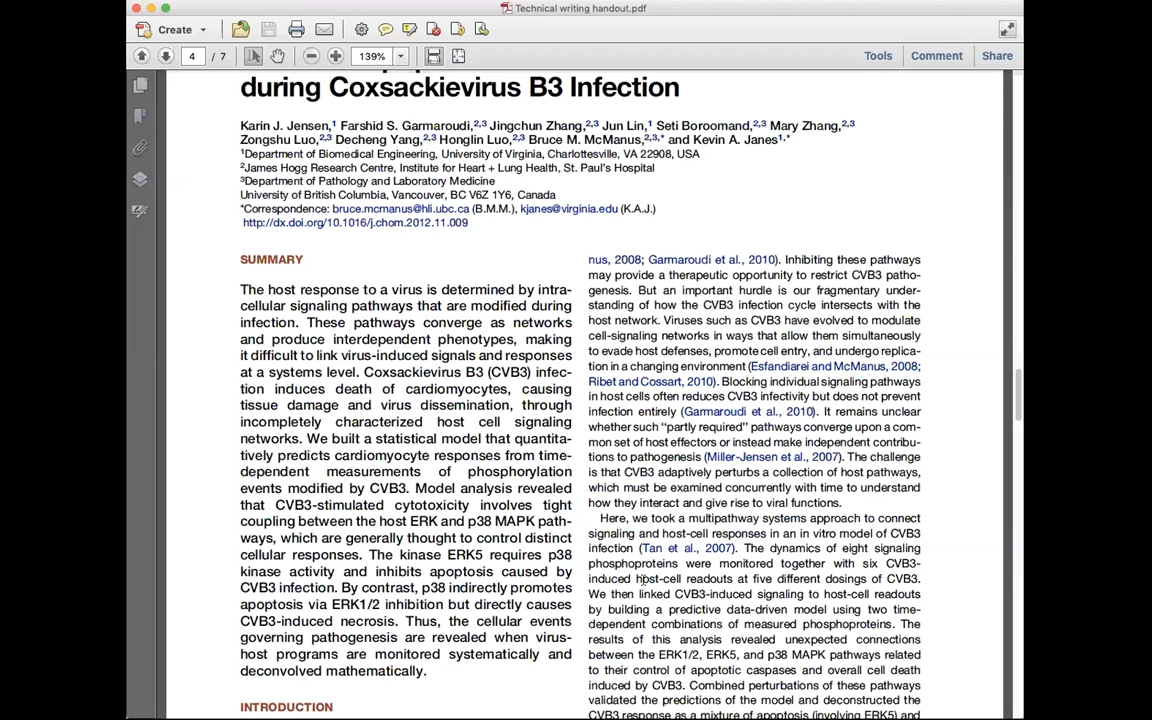 Technical writing handout.pdf
Create
4 / 7
139%
Tools
Comment
Share
during Coxsackievirus B3 Infection
Karin J. Jensen,1 Farshid S. Garmaroudi,2,3 Jingchun Zhang,2,3 Jun Lin,1 Seti Boroomand,2,3 Mary Zhang,2,3
Zongshu Luo,2,3 Decheng Yang,2,3 Honglin Luo,2,3 Bruce M. McManus,2,3,* and Kevin A. Janes1,*
1Department of Biomedical Engineering, University of Virginia, Charlottesville, VA 22908, USA
2James Hogg Research Centre, Institute for Heart + Lung Health, St. Paul's Hospital
3Department of Pathology and Laboratory Medicine
University of British Columbia, Vancouver, BC V6Z 1Y6, Canada
*Correspondence: bruce.mcmanus@hli.ubc.ca (B.M.M.), kjanes@virginia.edu (K.A.J.)
http://dx.doi.org/10.1016/j.chom.2012.11.009
SUMMARY
The host response to a virus is determined by intra-
cellular signaling pathways that are modified during
infection. These pathways converge as networks
and produce interdependent phenotypes, making
it difficult to link virus-induced signals and responses
at a systems level. Coxsackievirus B3 (CVB3) infec-
tion induces death of cardiomyocytes, causing
tissue damage and virus dissemination, through
incompletely characterized host cell signaling
networks. We built a statistical model that quantita-
tively predicts cardiomyocyte responses from time-
dependent measurements of phosphorylation
events modified by CVB3. Model analysis revealed
that CVB3-stimulated cytotoxicity involves tight
coupling between the host ERK and p38 MAPK path-
ways, which are generally thought to control distinct
cellular responses. The kinase ERK5 requires p38
kinase activity and inhibits apoptosis caused by
CVB3 infection. By contrast, p38 indirectly promotes
apoptosis via ERK1/2 inhibition but directly causes
CVB3-induced necrosis. Thus, the cellular events
governing pathogenesis are revealed when virus-
host programs are monitored systematically and
deconvolved mathematically.
INTRODUCTION
nus, 2008; Garmaroudi et al., 2010). Inhibiting these pathways
may provide a therapeutic opportunity to restrict CVB3 patho-
genesis. But an important hurdle is our fragmentary under-
standing of how the CVB3 infection cycle intersects with the
host network. Viruses such as CVB3 have evolved to modulate
cell-signaling networks in ways that allow them simultaneously
to evade host defenses, promote cell entry, and undergo replica-
tion in a changing environment (Esfandiarei and McManus, 2008;
Ribet and Cossart, 2010). Blocking individual signaling pathways
in host cells often reduces CVB3 infectivity but does not prevent
infection entirely (Garmaroudi et al., 2010). It remains unclear
whether such "partly required" pathways converge upon a com-
mon set of host effectors or instead make independent contribu-
tions to pathogenesis (Miller-Jensen et al., 2007). The challenge
is that CVB3 adaptively perturbs a collection of host pathways,
which must be examined concurrently with time to understand
how they interact and give rise to viral functions.
Here, we took a multipathway systems approach to connect
signaling and host-cell responses in an in vitro model of CVB3
infection (Tan et al., 2007). The dynamics of eight signaling
phosphoproteins were monitored together with six CVB3-
induced host-cell readouts at five different dosings of CVB3.
We then linked CVB3-induced signaling to host-cell readouts
by building a predictive data-driven model using two time-
dependent combinations of measured phosphoproteins. The
results of this analysis revealed unexpected connections
between the ERK1/2, ERK5, and p38 MAPK pathways related
to their control of apoptotic caspases and overall cell death
induced by CVB3. Combined perturbations of these pathways
validated the predictions of the model and deconstructed the
CVB3 response as a mixture of apoptosis (involving ERK5) and